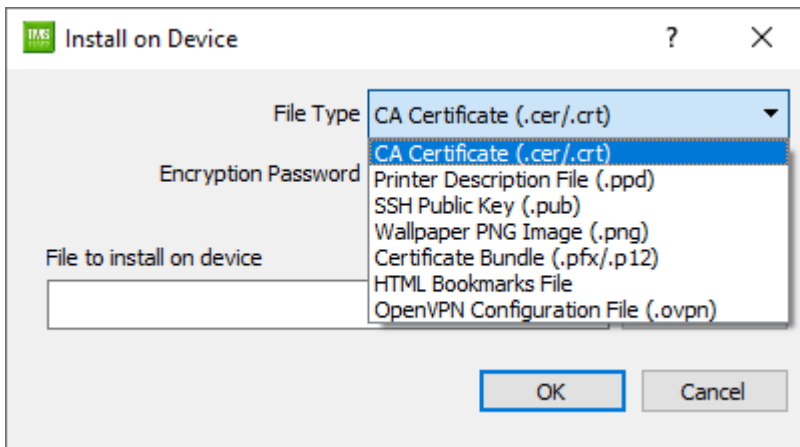 Install on Device
File Type
CA Certificate (.cer/.crt)
CA Certificate (.cer/.crt)
Encryption Password
Printer Description File (.ppd)
SSH Public Key (.pub)
Wallpaper PNG Image (.png)
File to install on device
Certificate Bundle (.pfx/.p12)
HTML Bookmarks File
OpenVPN Configuration File (.ovpn)
OK
Cancel